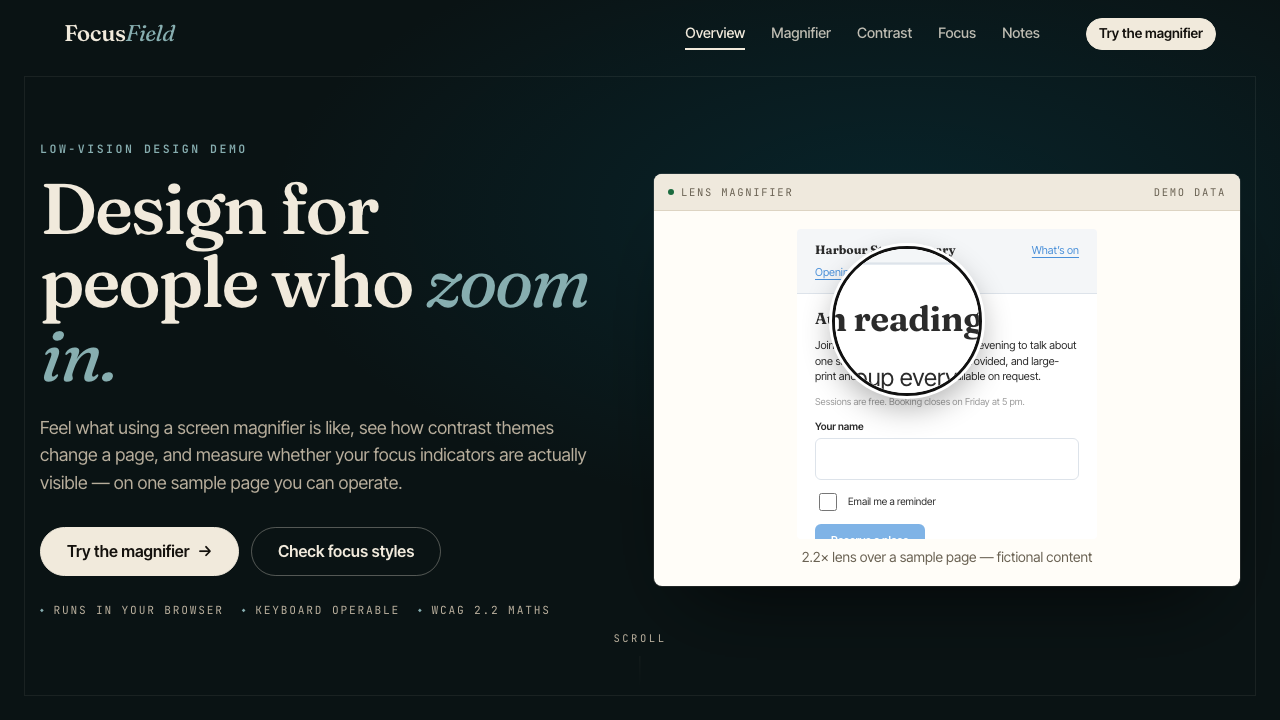 FocusField
Overview Magnifier Contrast Focus Notes Try the magnifier
LOW-VISION DESIGN DEMO
Design for
people who zoom
in.
Feel what using a screen magnifier is like, see how contrast themes
change a page, and measure whether your focus indicators are actually
visible — on one sample page you can operate.
Try the magnifier → Check focus styles
RUNS IN YOUR BROWSER
KEYBOARD OPERABLE
WCAG 2.2 MATHS
LENS MAGNIFIER
DEMO DATA
Harbour
What's on
reading
every
evening to talk about
one
and large-
print
on request.
Sessions are free. Booking closes on Friday at 5 pm.
Your name
Email me a reminder
2.2× lens over a sample page — fictional content
SCROLL